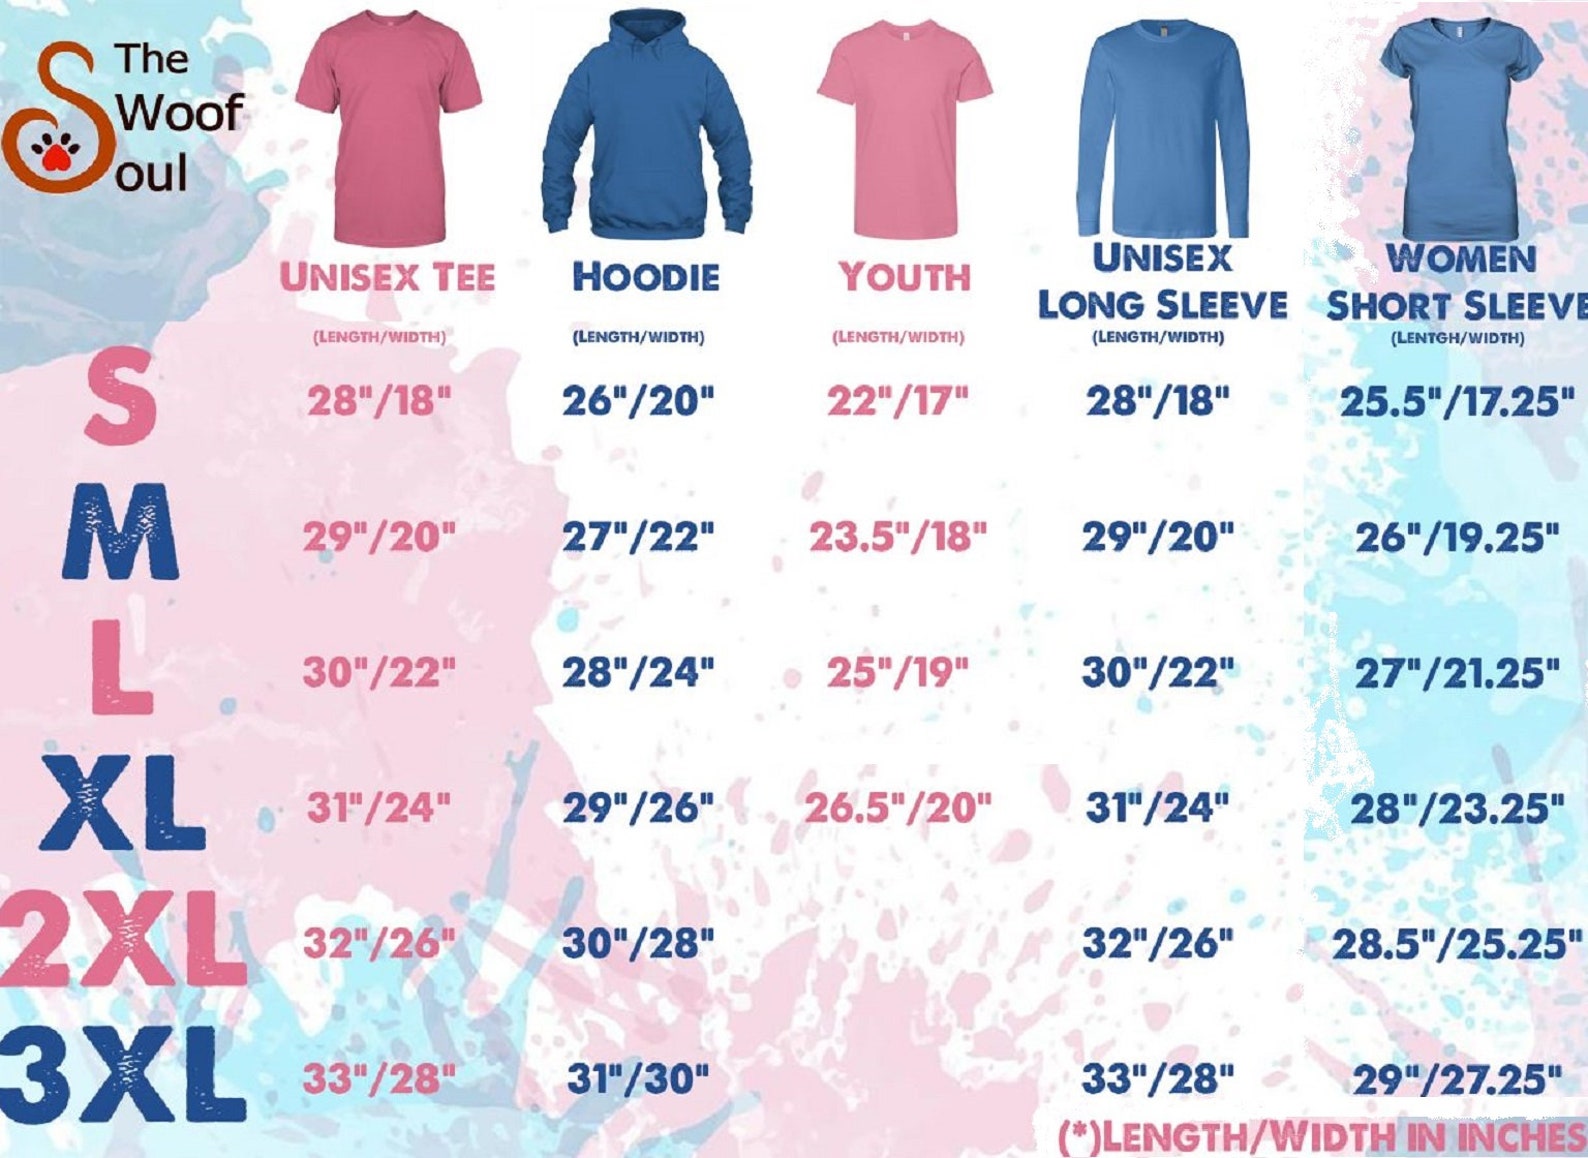 The
Woof
Soul
UNISEX TEE HOODIE YOUTH UNISEX LONG SLEEVE WOMEN SHORT SLEEVE
(LENGTH/WIDTH) (LENGTH/WIDTH) (LENGTH/WIDTH) (LENGTH/WIDTH) (LENTGH/WIDTH)
S 28"/18" 26"/20" 22"/17" 28"/18" 25.5"/17.25"
M 29"/20" 27"/22" 23.5"/18" 29"/20" 26"/19.25"
L 30"/22" 28"/24" 25"/19" 30"/22" 27"/21.25"
XL 31"/24" 29"/26" 26.5"/20" 31"/24" 28"/23.25"
2XL 32"/26" 30"/28" 32"/26" 28.5"/25.25"
3XL 33"/28" 31"/30" 33"/28" 29"/27.25"
(*)LENGTH/WIDTH IN INCHES